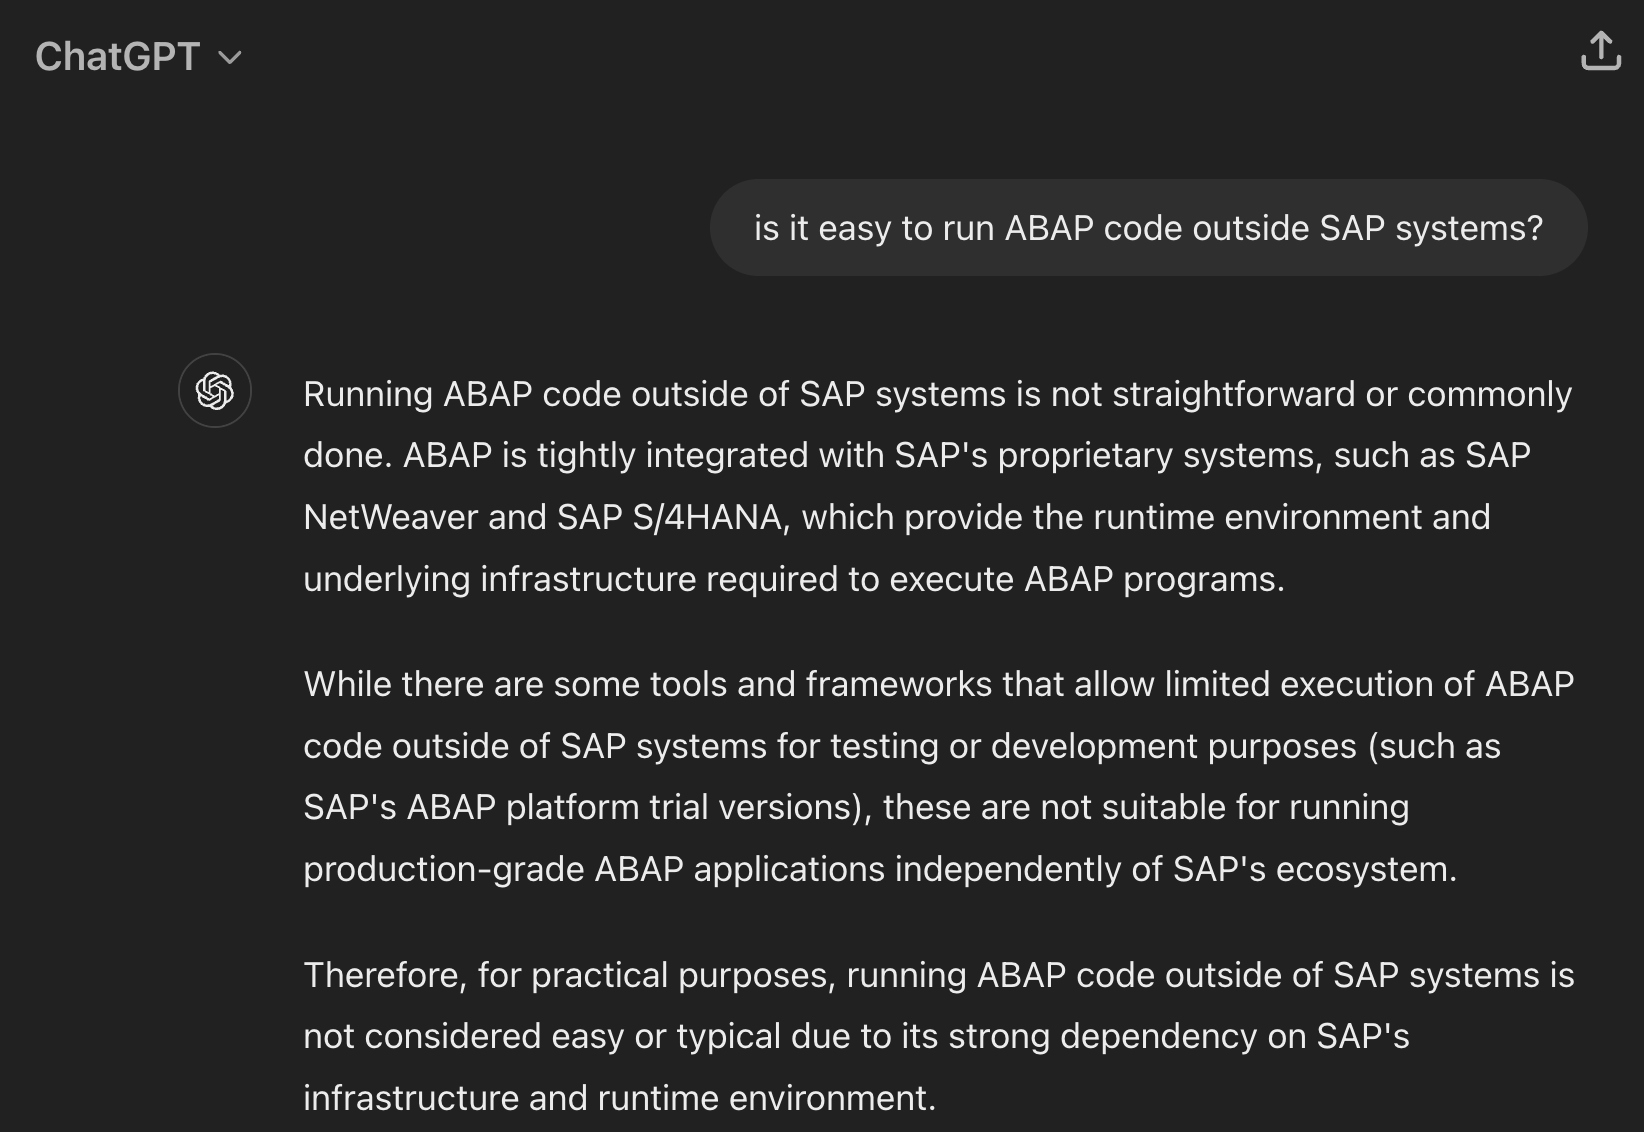 ChatGPT
is it easy to run ABAP code outside SAP systems?
Running ABAP code outside of SAP systems is not straightforward or commonly
done. ABAP is tightly integrated with SAP's proprietary systems, such as SAP
NetWeaver and SAP S/4HANA, which provide the runtime environment and
underlying infrastructure required to execute ABAP programs.
While there are some tools and frameworks that allow limited execution of ABAP
code outside of SAP systems for testing or development purposes (such as
SAP's ABAP platform trial versions), these are not suitable for running
production-grade ABAP applications independently of SAP's ecosystem.
Therefore, for practical purposes, running ABAP code outside of SAP systems is
not considered easy or typical due to its strong dependency on SAP's
infrastructure and runtime environment.